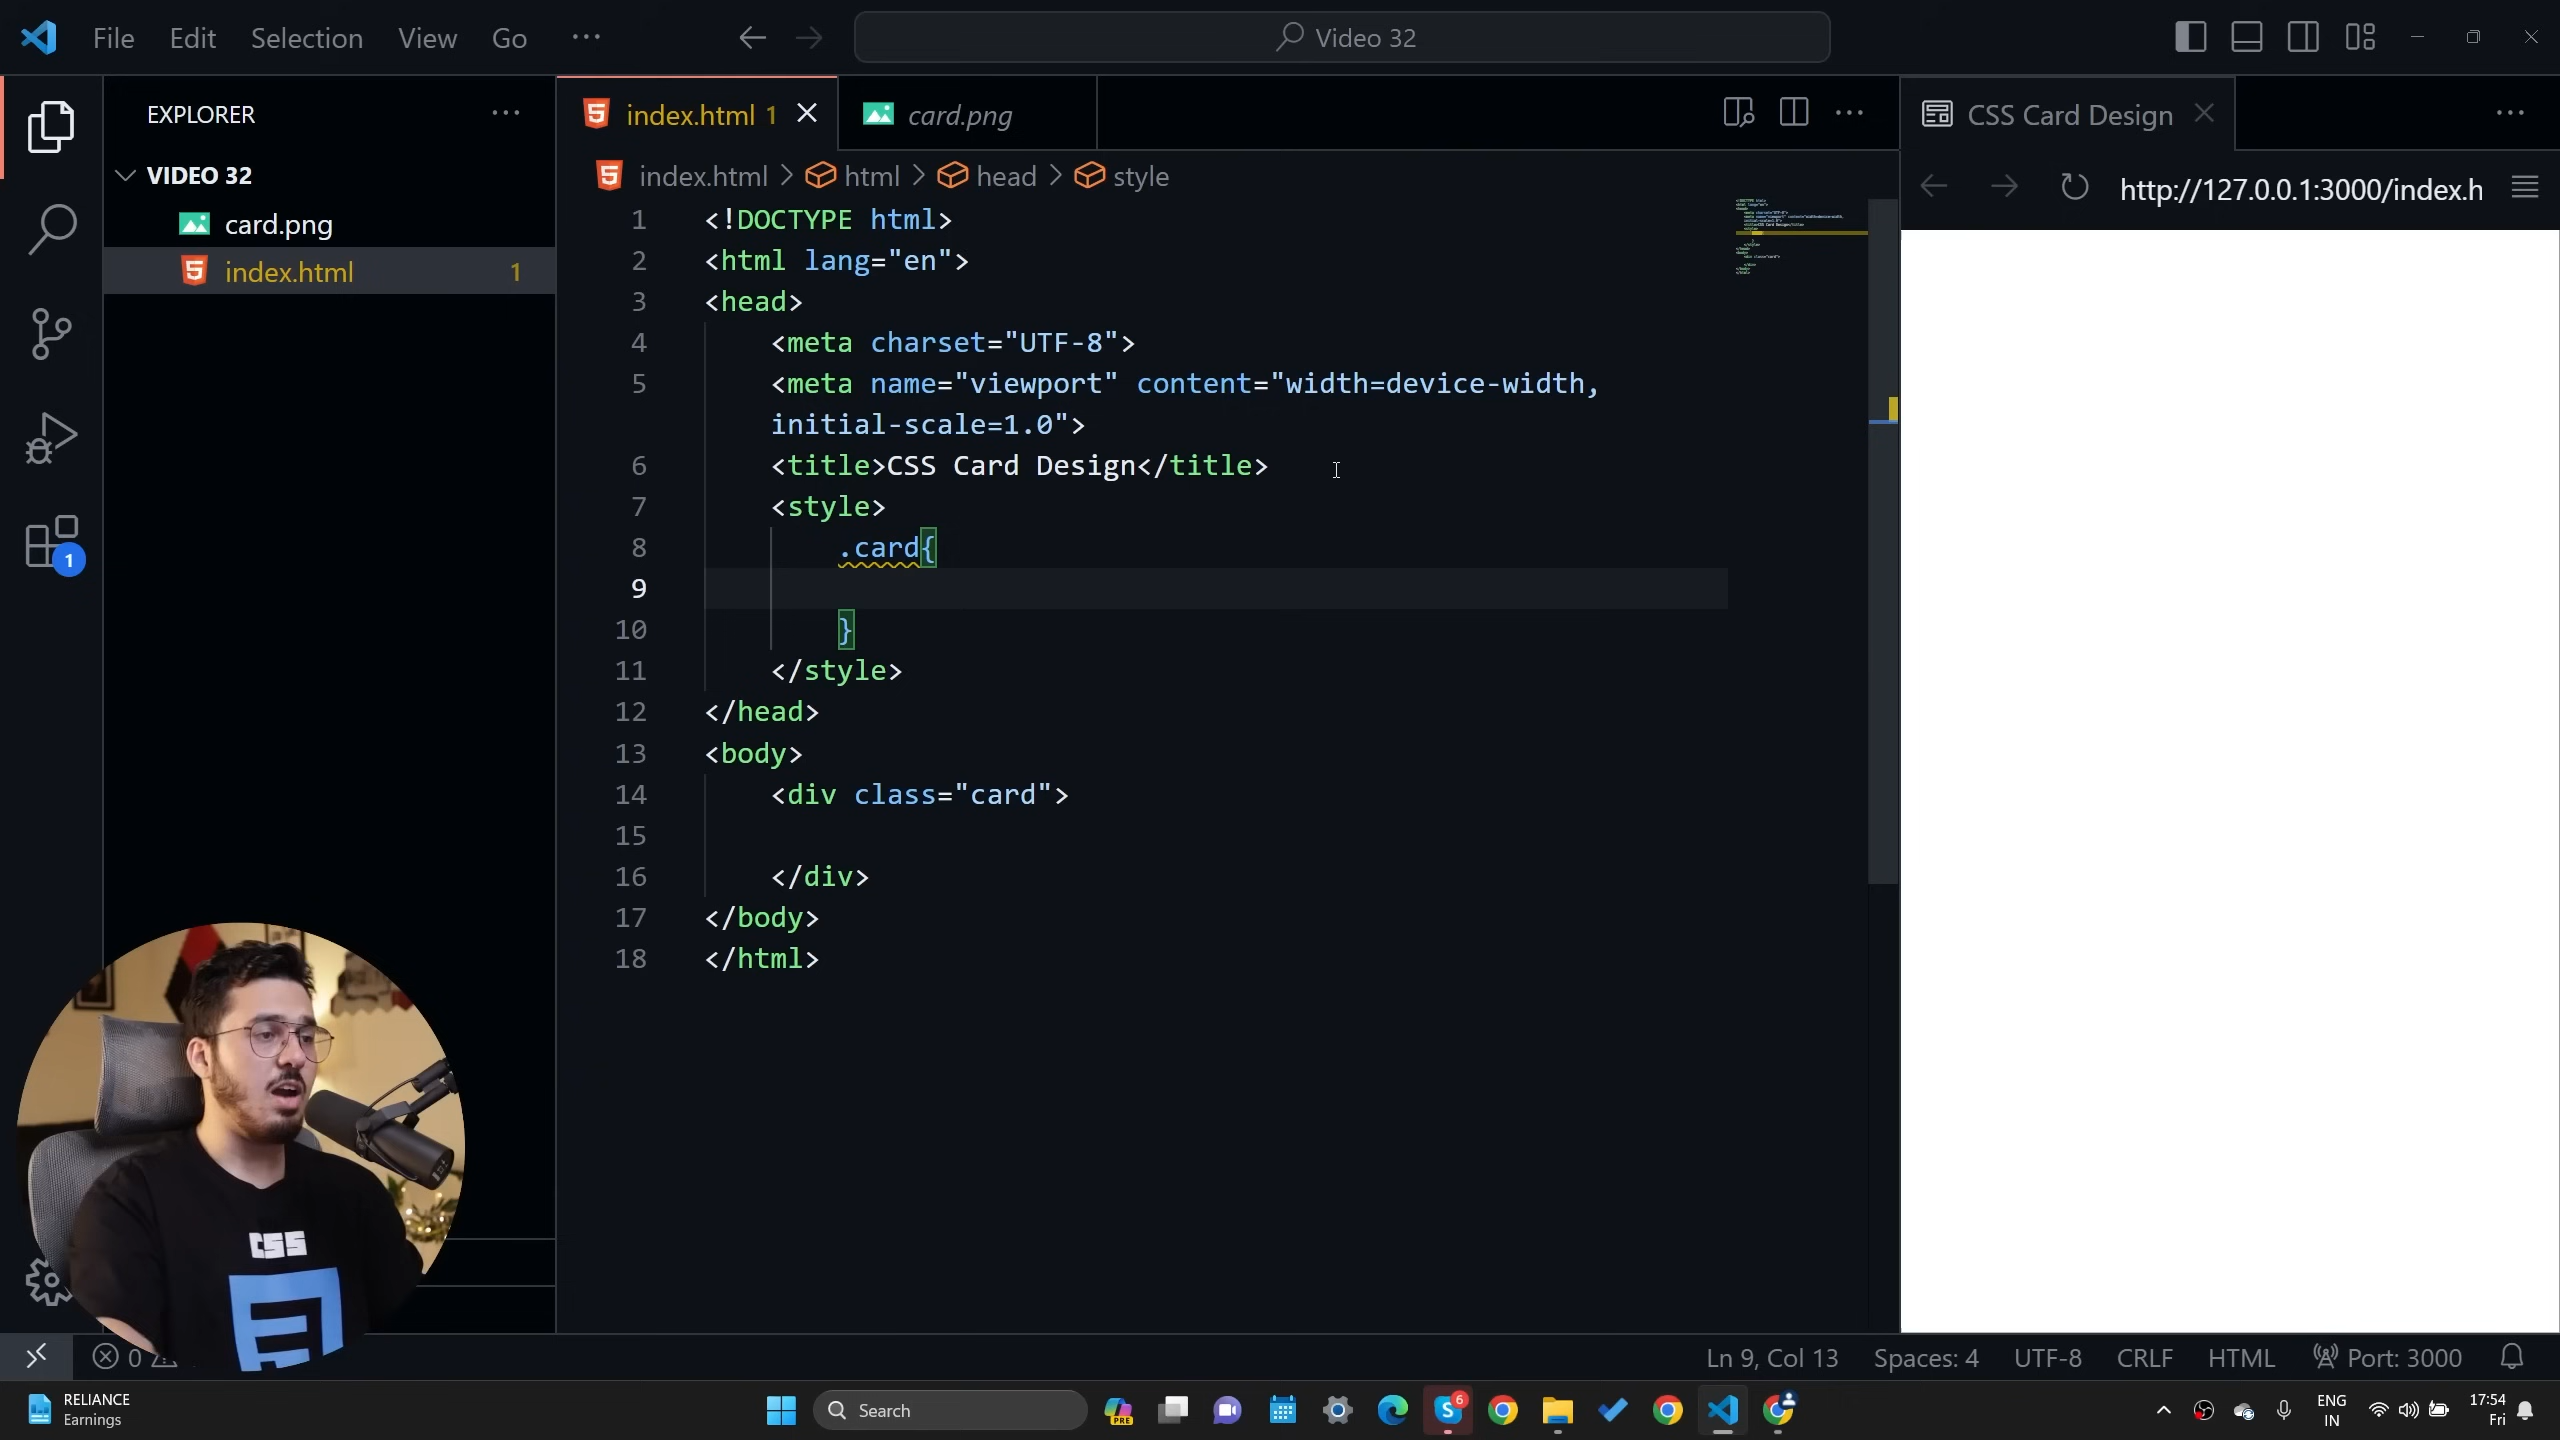 File Edit Selection View Go ···
Video 32
EXPLORER
VIDEO 32
card.png
index.html 1
index.html 1
card.png
index.html > html > head > style
1 <!DOCTYPE html>
2 <html lang="en">
3 <head>
4 <meta charset="UTF-8">
5 <meta name="viewport" content="width=device-width,
initial-scale=1.0">
6 <title>CSS Card Design</title>
7 <style>
8 .card{
9
10 }
11 </style>
12 </head>
13 <body>
14 <div class="card">
15
16 </div>
17 </body>
18 </html>
CSS Card Design
http://127.0.0.1:3000/index.h
1
CSS
0
Ln 9, Col 13 Spaces: 4 UTF-8 CRLF HTML Port: 3000
RELIANCE
Earnings
Search
PRE
6
ENG
IN
17:54
Fri